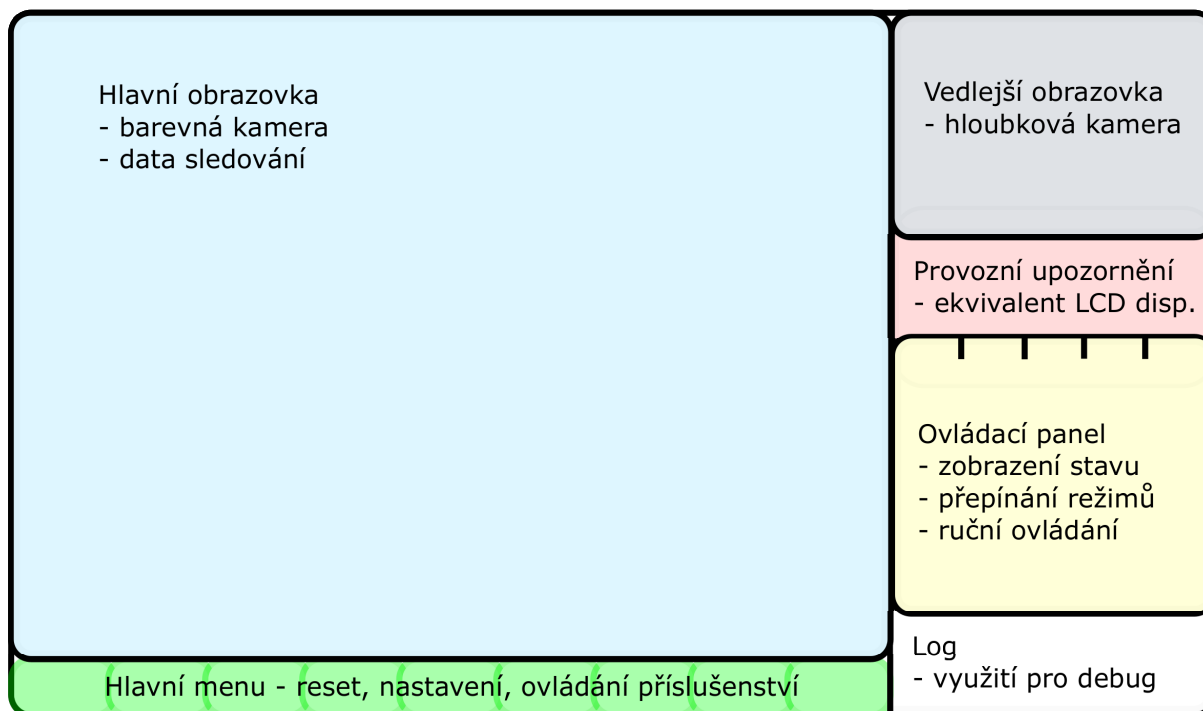 Hlavní obrazovka
- barevná kamera
- data sledování
Vedlejší obrazovka
- hloubková kamera
Provozní upozornění
- ekvivalent LCD disp.
Ovládací panel
- zobrazení stavu
- přepínání režimů
- ruční ovládání
Log
- využití pro debug
Hlavní menu - reset, nastavení, ovládání příslušenství